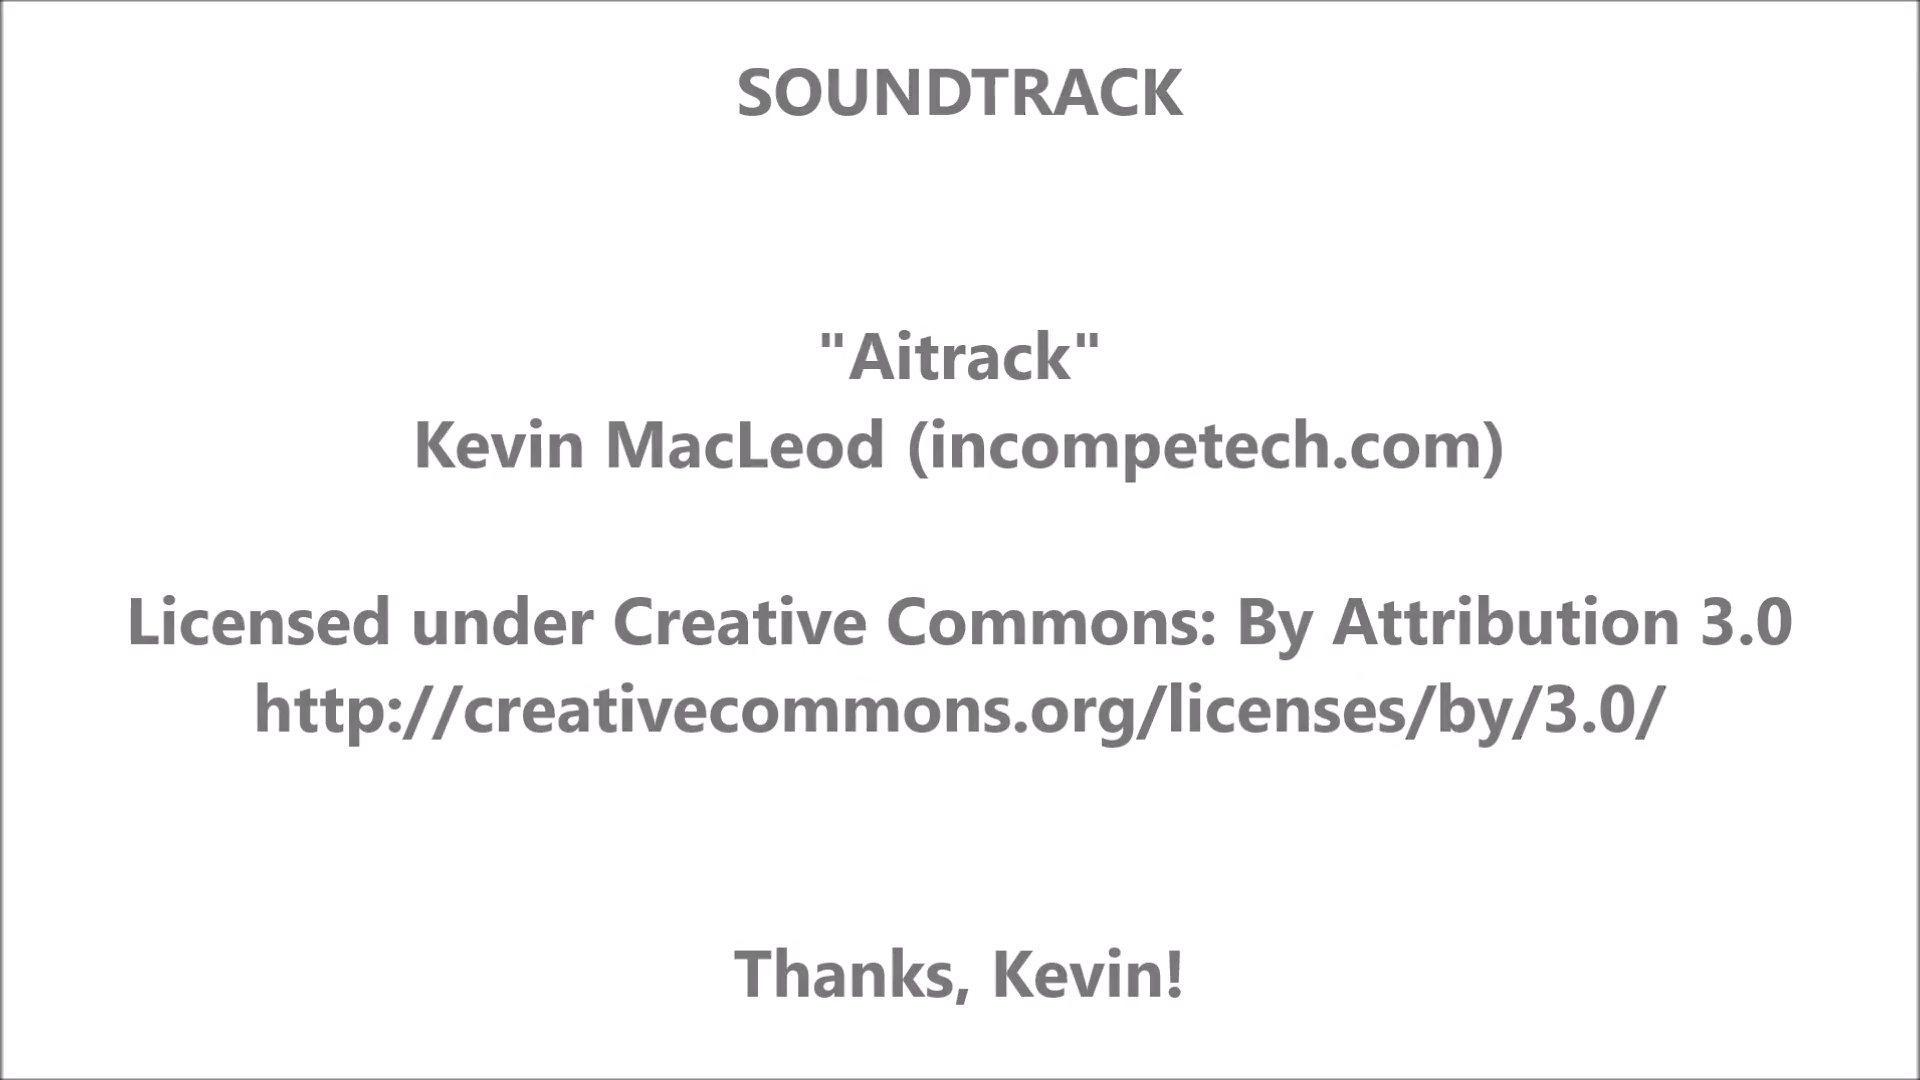 SOUNDTRACK
"Aitrack"
Kevin MacLeod (incompetech.com)
Licensed under Creative Commons: By Attribution 3.0
http://creativecommons.org/licenses/by/3.0/
Thanks, Kevin!